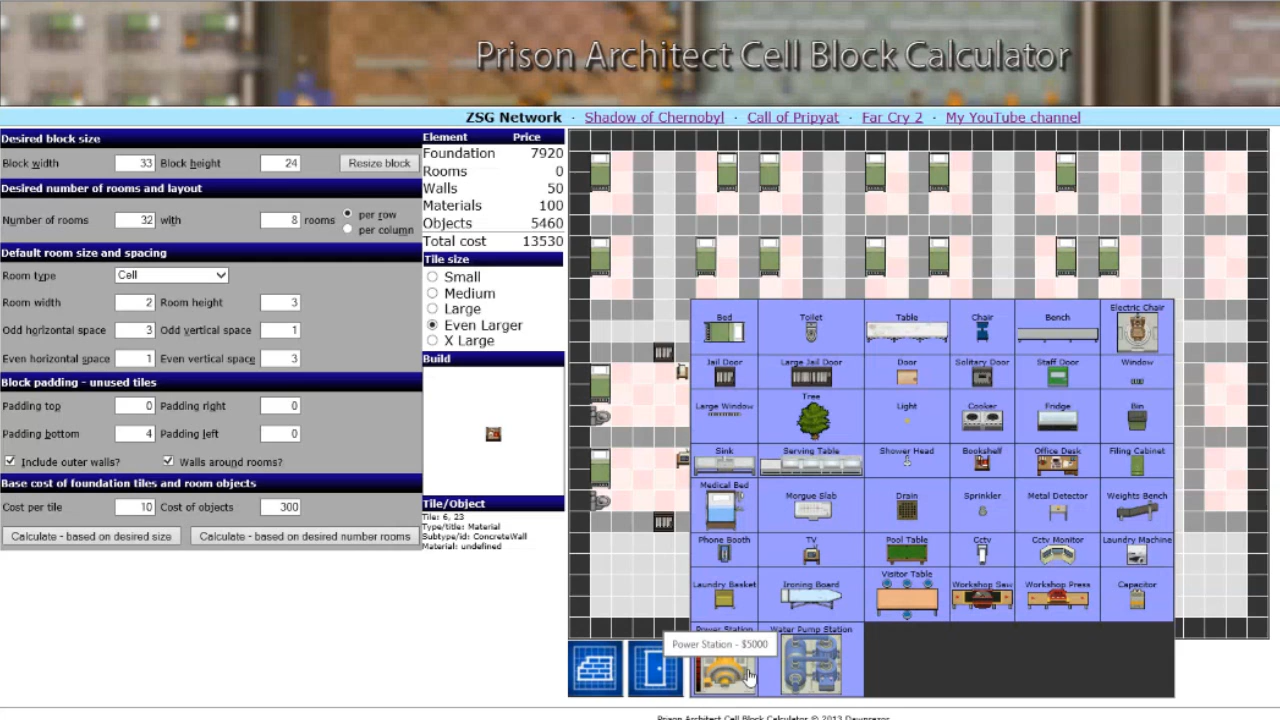 Prison Architect Cell Block Calculator
ZSG Network · Shadow of Chernobyl · Call of Pripyat · Far Cry 2 · My YouTube channel
Desired block size
Block width 33 Block height 24 Resize block
Desired number of rooms and layout
Number of rooms 32 with 8 rooms per row
per column
Default room size and spacing
Room type Cell
Room width 2 Room height 3
Odd horizontal space 3 Odd vertical space 1
Even horizontal space 1 Even vertical space 3
Block padding - unused tiles
Padding top 0 Padding right 0
Padding bottom 4 Padding left 0
Include outer walls? Walls around rooms?
Base cost of foundation tiles and room objects
Cost per tile 10 Cost of objects 300
Calculate - based on desired size Calculate - based on desired number rooms
Element Price
Foundation 7920
Rooms 0
Walls 50
Materials 100
Objects 5460
Total cost 13530
Tile size
Small
Medium
Large
Even Larger
X Large
Build
Tile/Object
Tile: 6, 23
Type/title: Material
Subtype/id: ConcreteWall
Material: undefined
Bed Toilet Table Chair Bench Electric Chair
Jail Door Large Jail Door Door Solitary Door Staff Door Window
Large Window Tree Light Cooker Fridge Bin
Sink Serving Table Shower Head Bookshelf Office Desk Filing Cabinet
Medical Bed Morgue Slab Drain Sprinkler Metal Detector Weights Bench
Phone Booth TV Pool Table Cctv Cctv Monitor Laundry Machine
Laundry Basket Ironing Board Visitor Table Workshop Saw Workshop Press Capacitor
Power Station Water Pump Station
Power Station - $5000
Prison Architect Cell Block Calculator © 2013 Dawnrazor